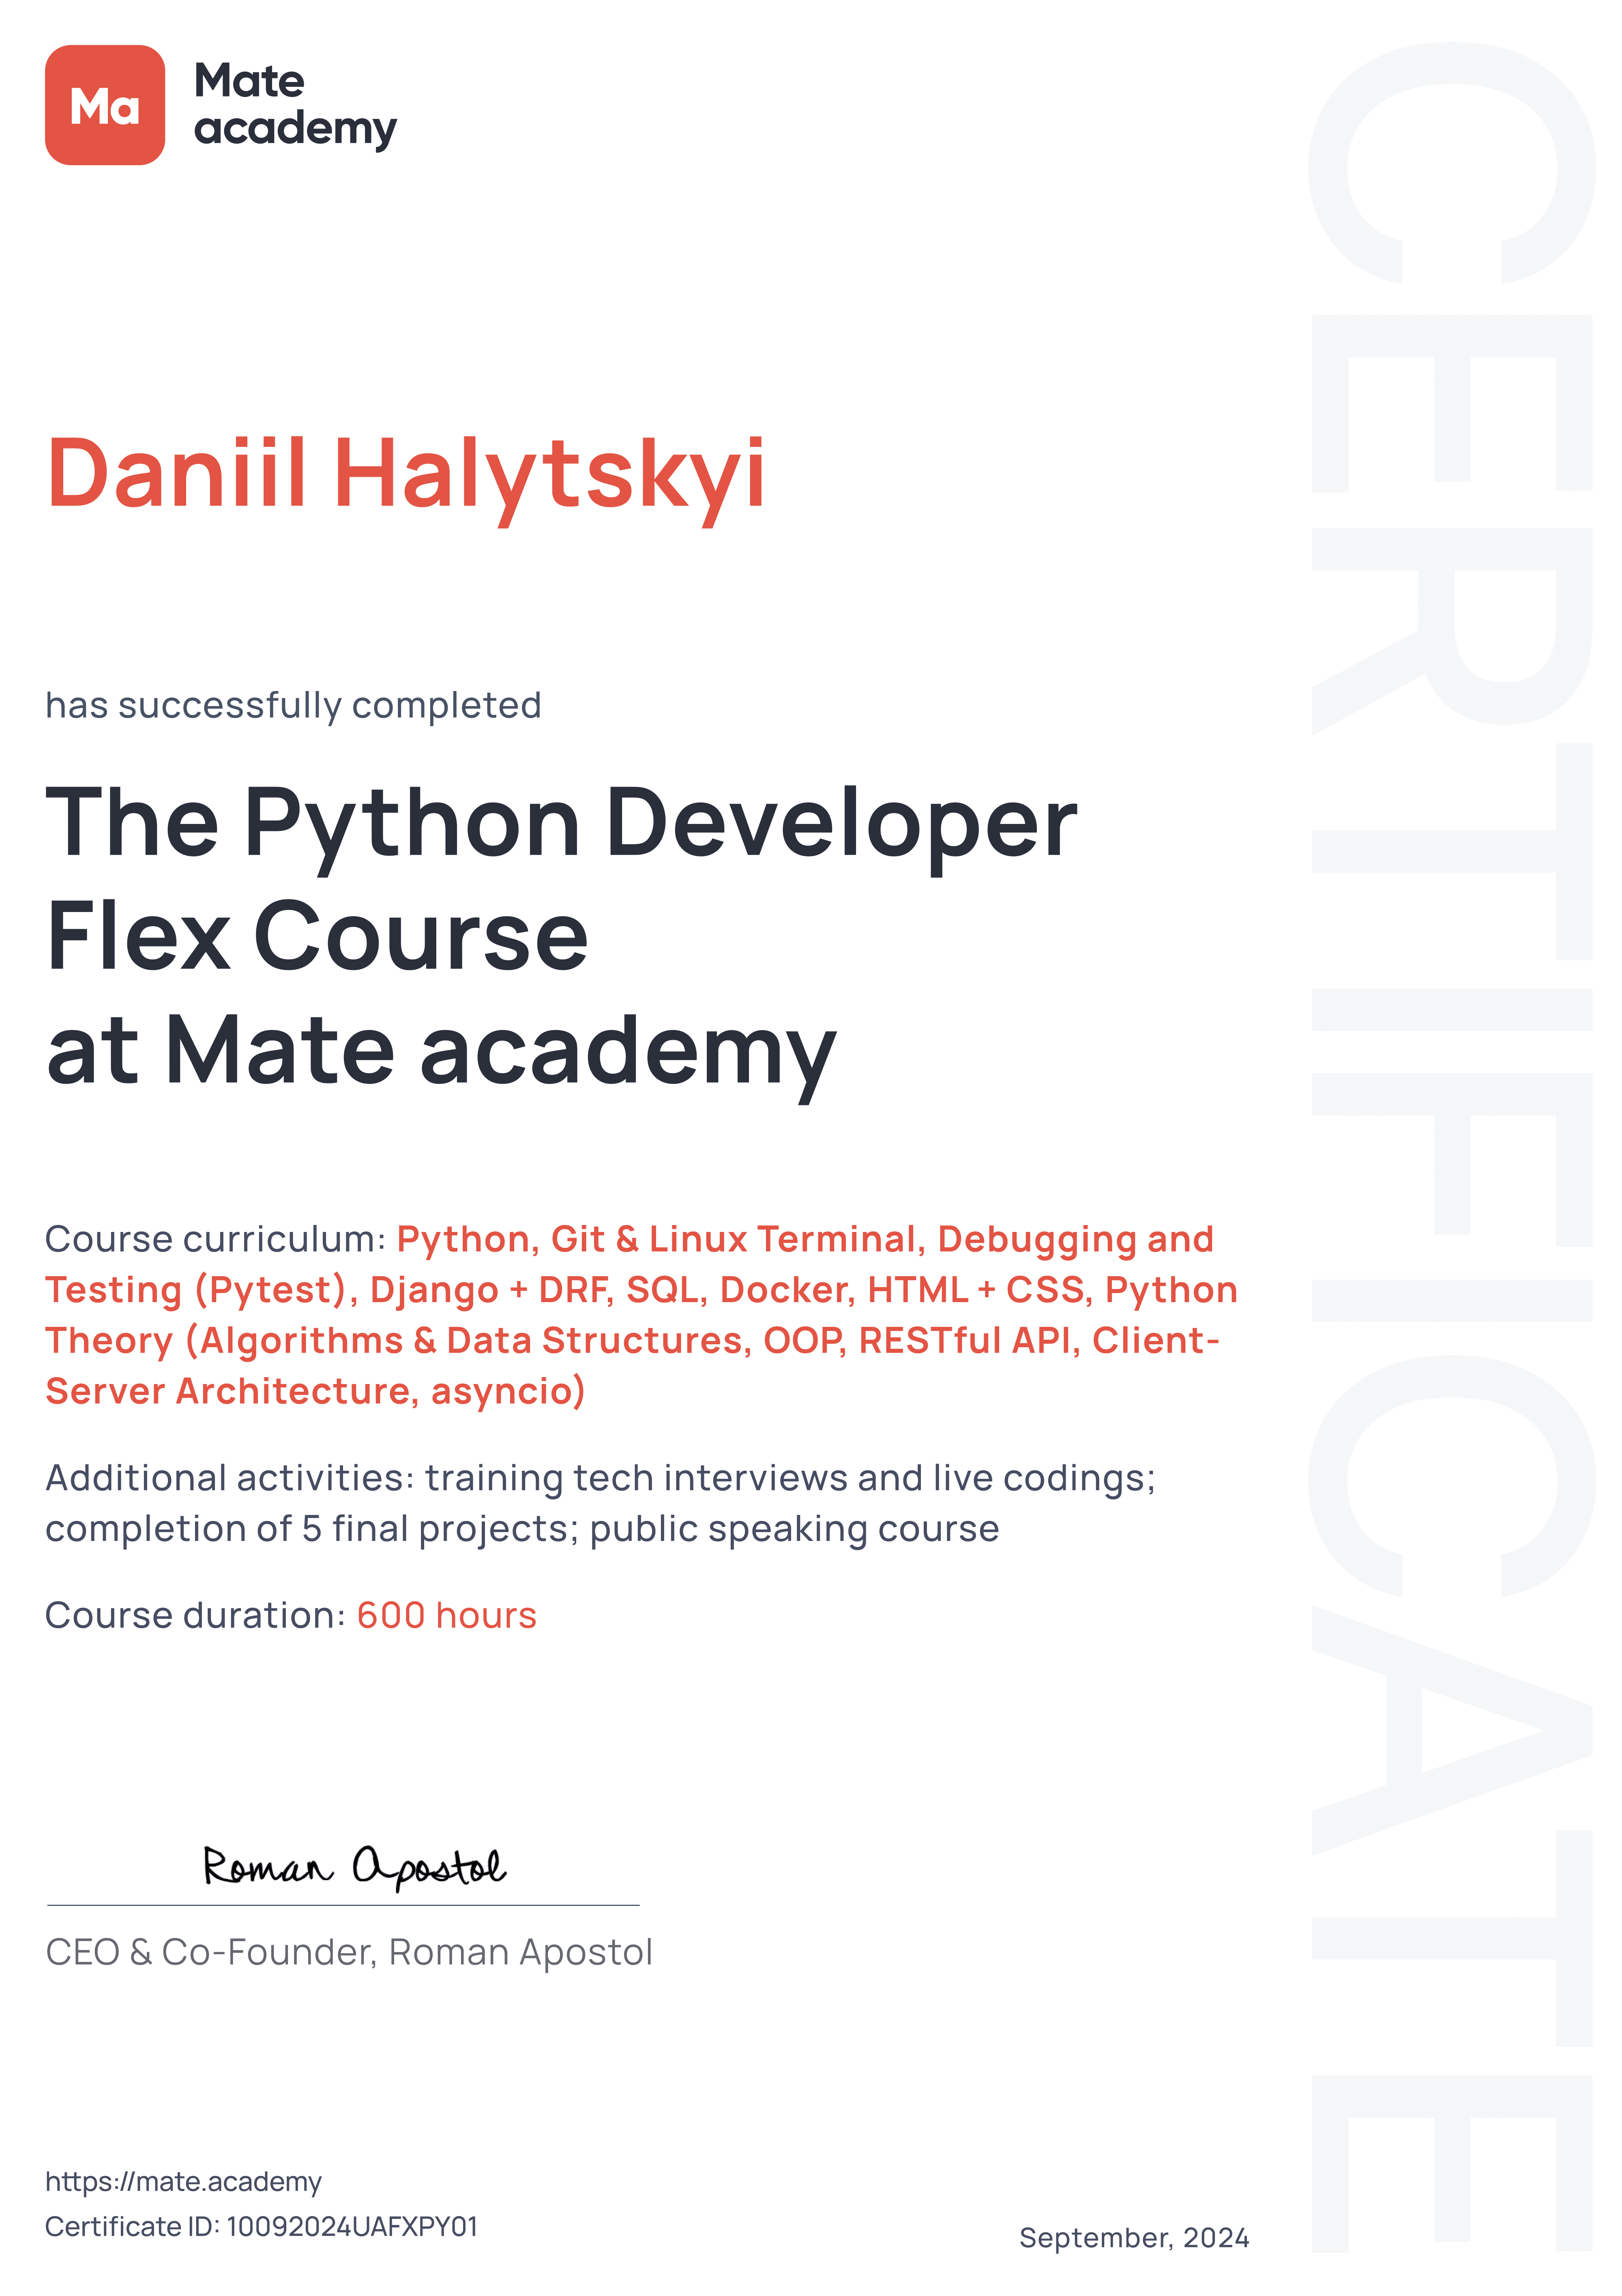 Ma
Mate
academy
Daniil Halytskyi
has successfully completed
The Python Developer
Flex Course
at Mate academy
Course curriculum: Python, Git & Linux Terminal, Debugging and
Testing (Pytest), Django + DRF, SQL, Docker, HTML + CSS, Python
Theory (Algorithms & Data Structures, OOP, RESTful API, Client-
Server Architecture, asyncio)
Additional activities: training tech interviews and live codings;
completion of 5 final projects; public speaking course
Course duration: 600 hours
Roman Apostol
CEO & Co-Founder, Roman Apostol
https://mate.academy
Certificate ID: 10092024UAFXPY01
September, 2024
CERTIFICATE